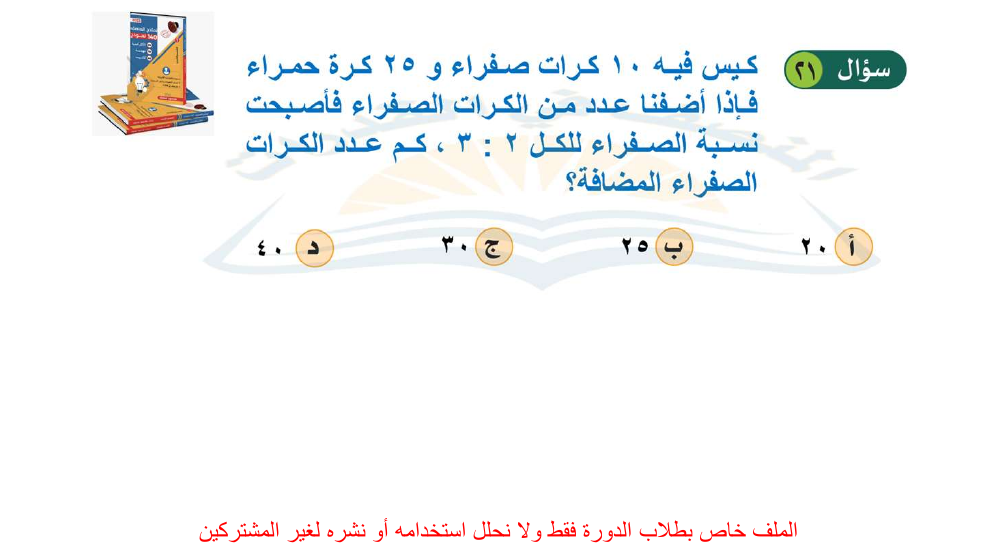 سؤال ٢١
كيس فيه ١٠ كرات صفراء و ٢٥ كرة حمراء
فإذا أضفنا عدد من الكرات الصفراء فأصبحت
نسبة الصفراء للكل ٢ : ٣ ، كم عدد الكرات
الصفراء المضافة؟
أ ٢٠ ب ٢٥ ج ٣٠ د ٤٠
الملف خاص بطلاب الدورة فقط ولا نحلل استخدامه أو نشره لغير المشتركين